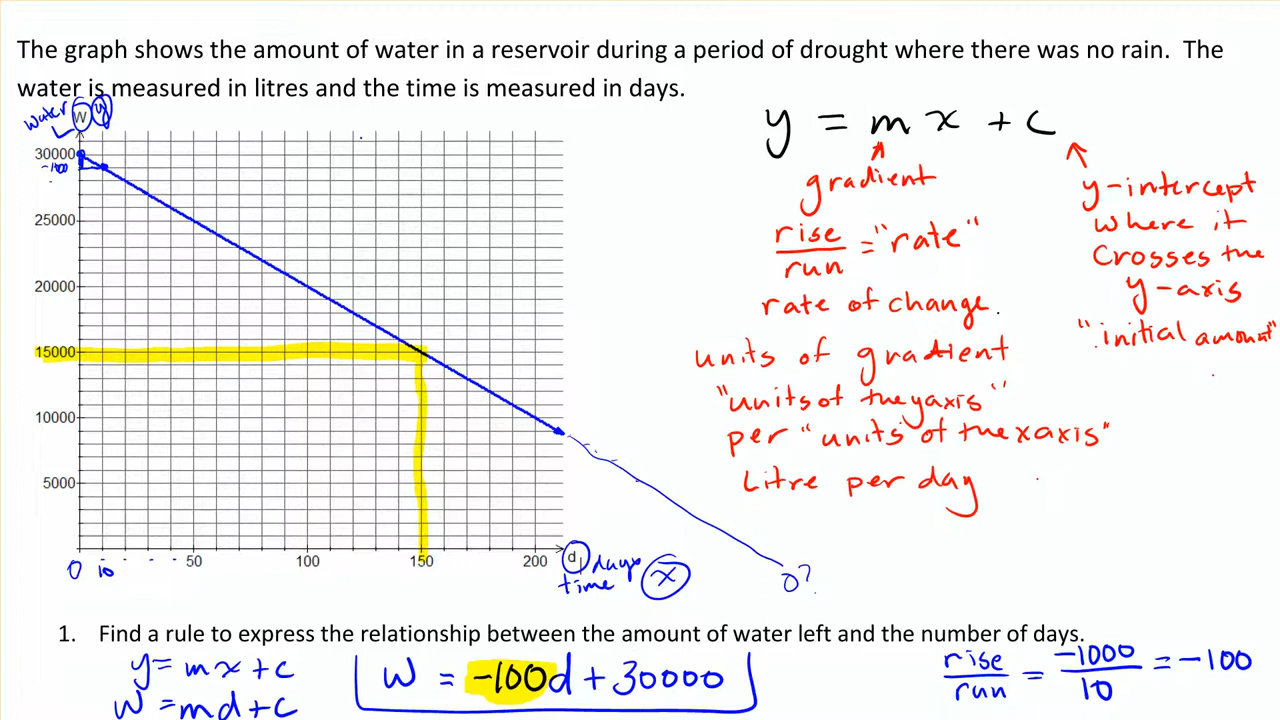 The graph shows the amount of water in a reservoir during a period of drought where there was no rain. The
water is measured in litres and the time is measured in days.
water W y
y = mx + c
gradient
rise/run = "rate"
rate of change.
units of gradient
"units of the yaxis"
per "units of the xaxis"
Litre per day
y-intercept
where it
Crosses the
y-axis
"initial amount"
30000
-1000
25000
20000
15000
10000
5000
0 10 50 100 150 200 d days
time x
0?
1. Find a rule to express the relationship between the amount of water left and the number of days.
y = mx + c
W = md + c
W = -100d + 30000
rise/run = -1000/10 = -100